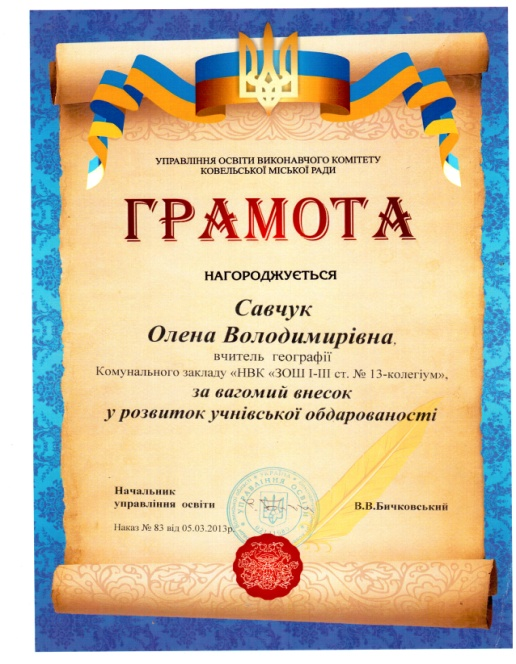 УПРАВЛІННЯ ОСВІТИ ВИКОНАВЧОГО КОМІТЕТУ
КОВЕЛЬСЬКОЇ МІСЬКОЇ РАДИ
ГРАМОТА
НАГОРОДЖУЄТЬСЯ
Савчук
Олена Володимирівна,
вчитель географії
Комунального закладу «НВК «ЗОШ І-ІІІ ст. № 13-колегіум»,
за вагомий внесок
у розвиток учнівської обдарованості
Начальник
управління освіти
В.В.Бичковський
Наказ № 83 від 05.03.2013р.
УПРАВЛІННЯ ОСВІТИ